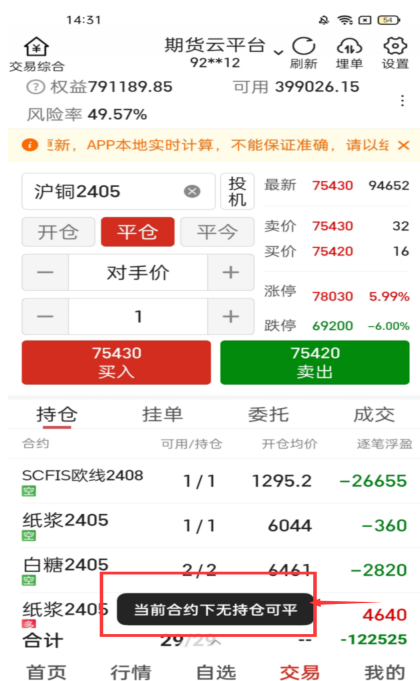 14:31
54
交易综合
期货云平台
92**12
刷新
埋单
设置
权益791189.85 可用 399026.15
风险率 49.57%
更新，APP本地实时计算，不能保证准确，请以结
沪铜2405
投机
最新 75430 94652
开仓 平仓 平今
卖价 75430 32
买价 75420 16
— 对手价 +
涨停 78030 5.99%
— 1 +
跌停 69200 -6.00%
75430
买入
75420
卖出
持仓 挂单 委托 成交
合约 可用/持仓 开仓均价 逐笔浮盈
SCFIS欧线2408 1/1 1295.2 -26655
空
纸浆2405 1/1 6044 -360
空
白糖2405 2/2 6461 -2820
空
纸浆2405 4640
多
当前合约下无持仓可平
合计 29/29 -- -122525
首页 行情 自选 交易 我的